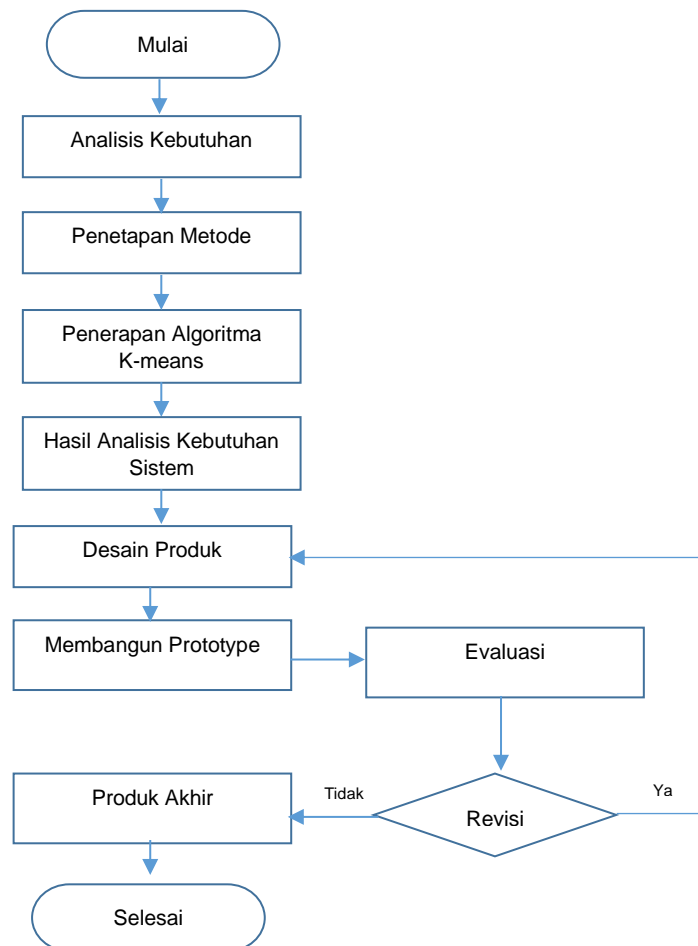 Mulai
Analisis Kebutuhan
Penetapan Metode
Penerapan Algoritma
K-means
Hasil Analisis Kebutuhan
Sistem
Desain Produk
Membangun Prototype
Evaluasi
Produk Akhir
Tidak
Revisi
Ya
Selesai